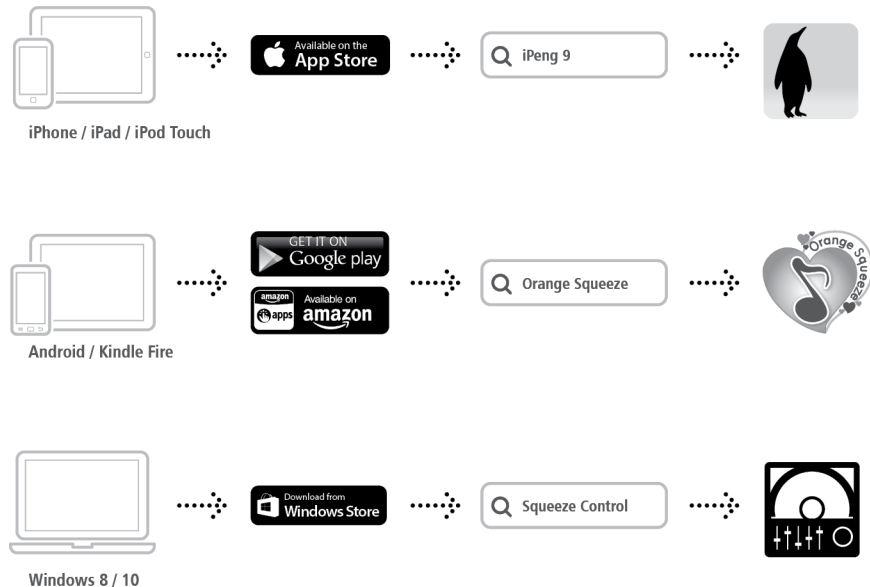 Available on the
App Store
iPeng 9
iPhone / iPad / iPod Touch
GET IT ON
Google play
amazon
apps
Available on
amazon
Orange Squeeze
Orange Squeeze
Android / Kindle Fire
Download from
Windows Store
Squeeze Control
Windows 8 / 10